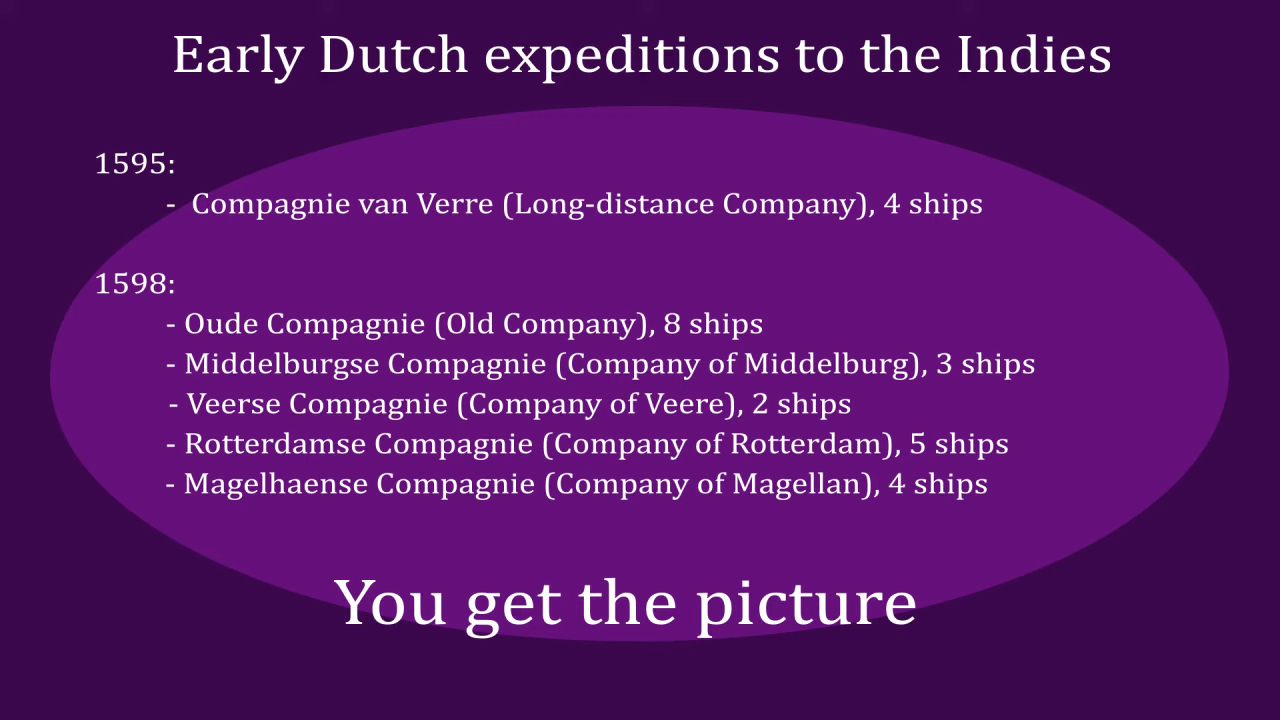 Early Dutch expeditions to the Indies
1595:
- Compagnie van Verre (Long-distance Company), 4 ships
1598:
- Oude Compagnie (Old Company), 8 ships
- Middelburgse Compagnie (Company of Middelburg), 3 ships
- Veerse Compagnie (Company of Veere), 2 ships
- Rotterdamse Compagnie (Company of Rotterdam), 5 ships
- Magelhaense Compagnie (Company of Magellan), 4 ships
You get the picture